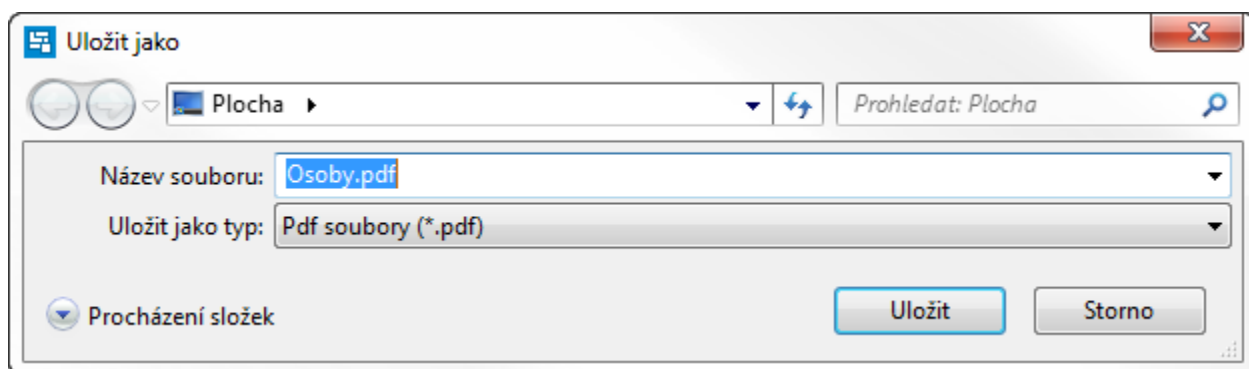 Uložit jako
Plocha
Prohledat: Plocha
Název souboru: Osoby.pdf
Uložit jako typ: Pdf soubory (*.pdf)
Procházení složek
Uložit
Storno